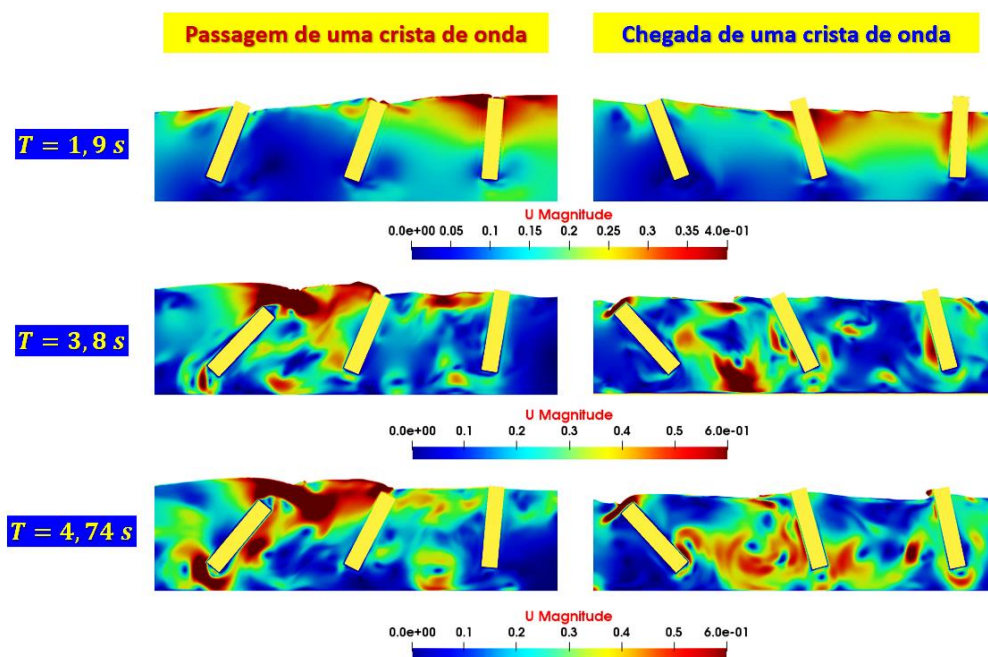 Passagem de uma crista de onda
Chegada de uma crista de onda
T = 1, 9 s
U Magnitude
0.0e+00 0.05 0.1 0.15 0.2 0.25 0.3 0.35 4.0e-01
T = 3, 8 s
U Magnitude
0.0e+00 0.1 0.2 0.3 0.4 0.5 6.0e-01
T = 4, 74 s
U Magnitude
0.0e+00 0.1 0.2 0.3 0.4 0.5 6.0e-01